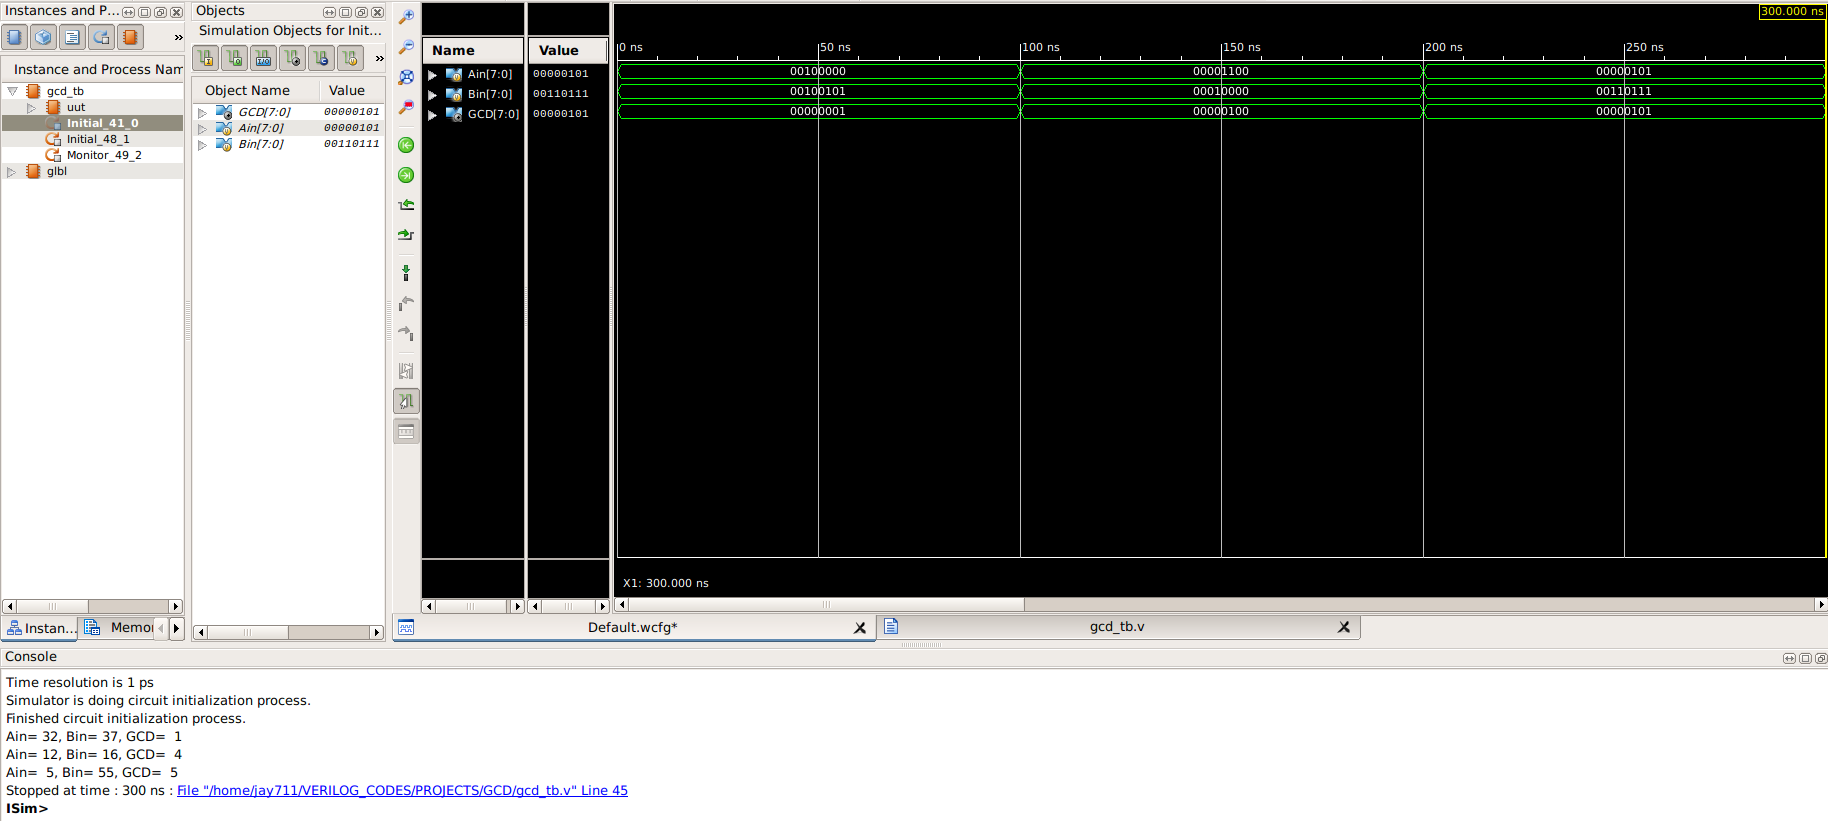 Instances and P...
»
Instance and Process Nam
gcd_tb
uut
Initial_41_0
Initial_48_1
Monitor_49_2
glbl
Instan...
Memor
Objects
Simulation Objects for Init...
»
Object Name Value
GCD[7:0] 00000101
Ain[7:0] 00000101
Bin[7:0] 00110111
Name Value
Ain[7:0] 00000101
Bin[7:0] 00110111
GCD[7:0] 00000101
300.000 ns
0 ns 50 ns 100 ns 150 ns 200 ns 250 ns
00100000 00001100 00000101
00100101 00010000 00110111
00000001 00000100 00000101
X1: 300.000 ns
Default.wcfg*
gcd_tb.v
Console
Time resolution is 1 ps
Simulator is doing circuit initialization process.
Finished circuit initialization process.
Ain= 32, Bin= 37, GCD=  1
Ain= 12, Bin= 16, GCD=  4
Ain=  5, Bin= 55, GCD=  5
Stopped at time : 300 ns : File "/home/jay711/VERILOG_CODES/PROJECTS/GCD/gcd_tb.v" Line 45
ISim>